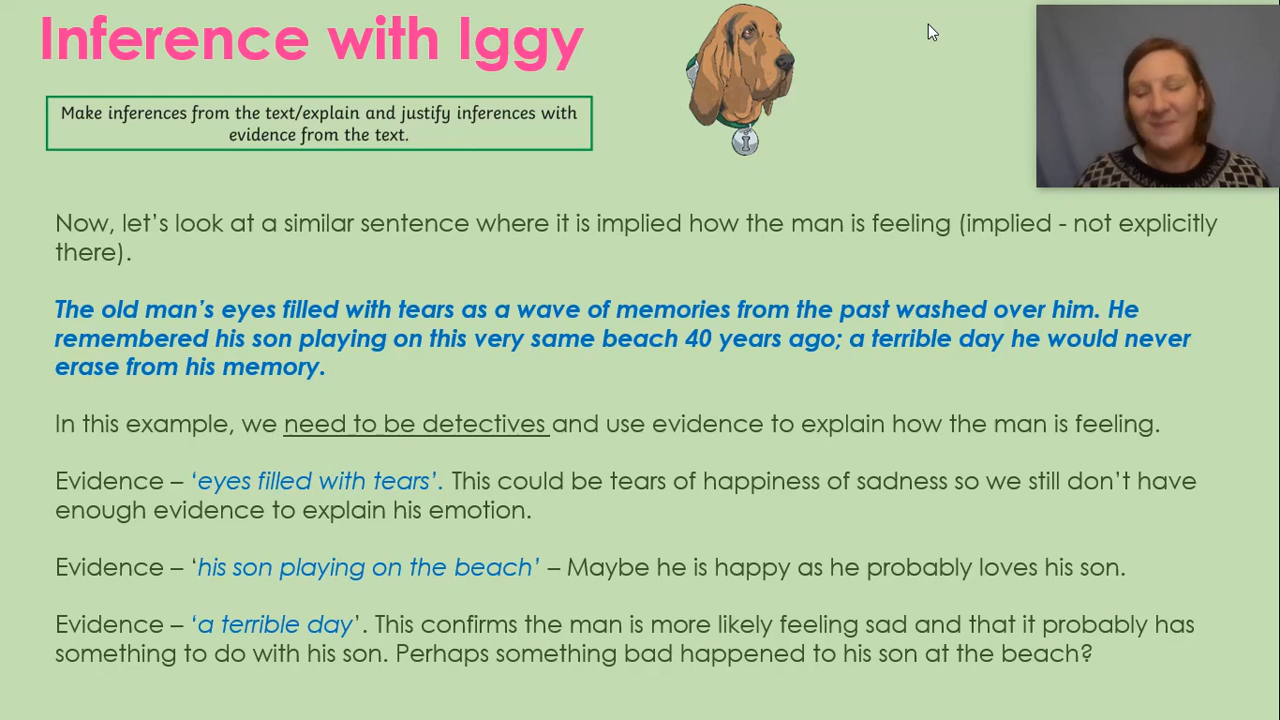 Inference with Iggy
Make inferences from the text/explain and justify inferences with
evidence from the text.
I
Now, let's look at a similar sentence where it is implied how the man is feeling (implied - not explicitly
there).
The old man's eyes filled with tears as a wave of memories from the past washed over him. He
remembered his son playing on this very same beach 40 years ago; a terrible day he would never
erase from his memory.
In this example, we need to be detectives and use evidence to explain how the man is feeling.
Evidence – 'eyes filled with tears'. This could be tears of happiness of sadness so we still don't have
enough evidence to explain his emotion.
Evidence – 'his son playing on the beach' – Maybe he is happy as he probably loves his son.
Evidence – 'a terrible day'. This confirms the man is more likely feeling sad and that it probably has
something to do with his son. Perhaps something bad happened to his son at the beach?